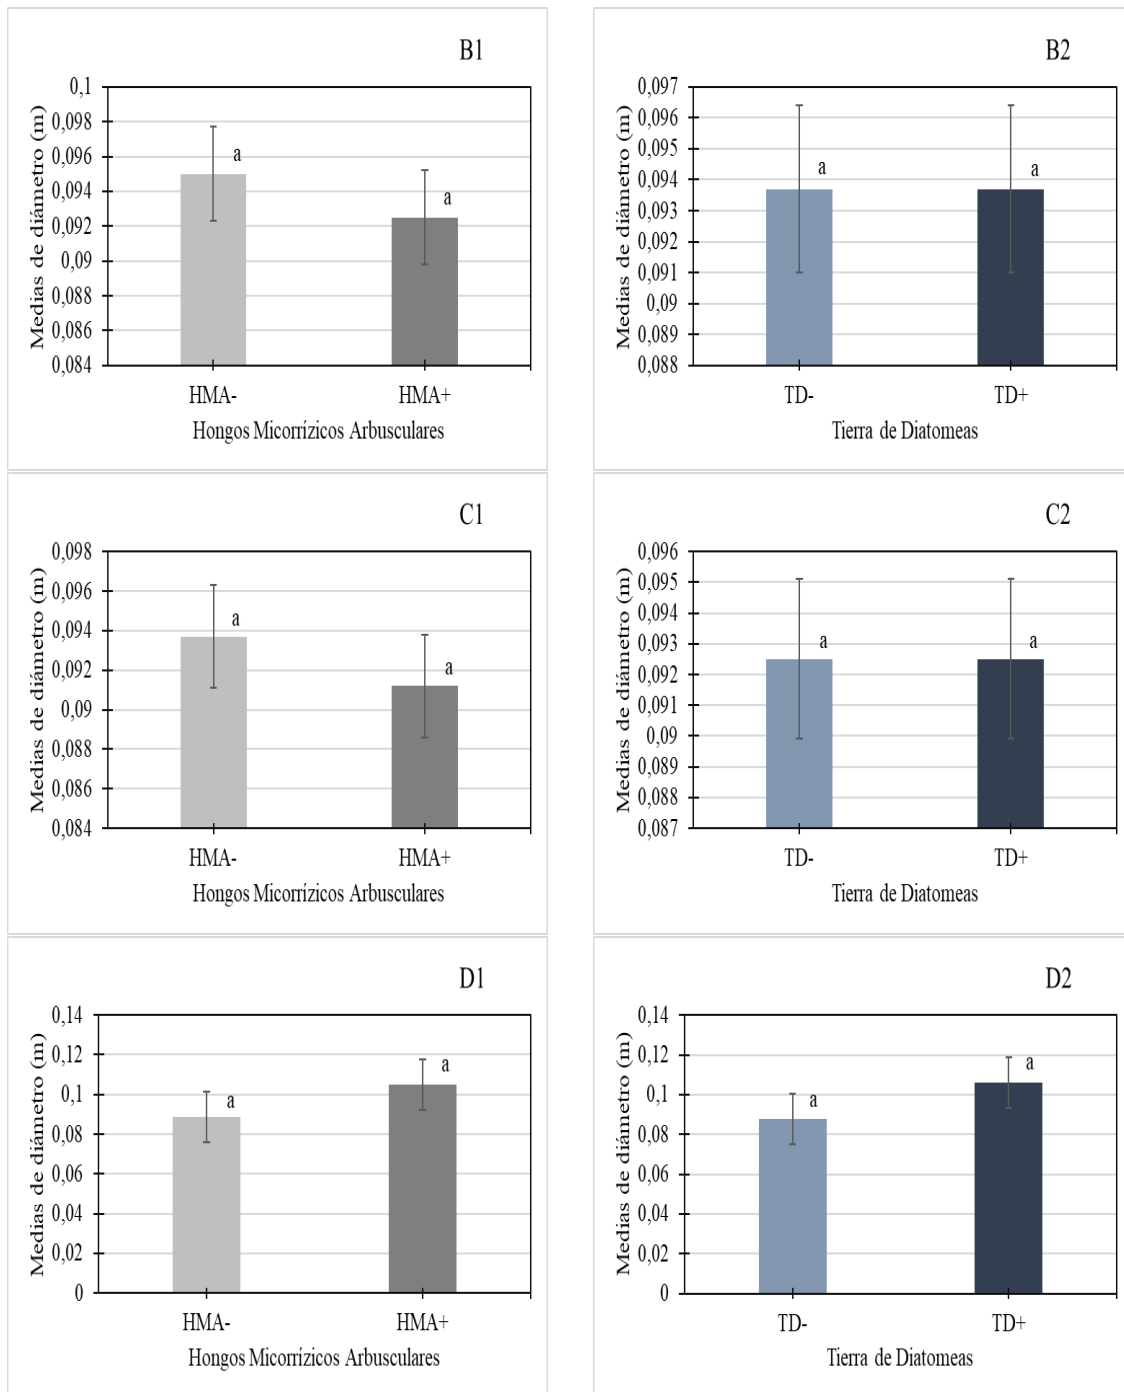 B1
Medias de diámetro (m)
0,1
0,098
0,096
0,094
0,092
0,09
0,088
0,086
0,084
a
a
HMA-
HMA+
Hongos Micorrízicos Arbusculares
B2
Medias de diámetro (m)
0,097
0,096
0,095
0,094
0,093
0,092
0,091
0,09
0,089
0,088
a
a
TD-
TD+
Tierra de Diatomeas
C1
Medias de diámetro (m)
0,098
0,096
0,094
0,092
0,09
0,088
0,086
0,084
a
a
HMA-
HMA+
Hongos Micorrízicos Arbusculares
C2
Medias de diámetro (m)
0,096
0,095
0,094
0,093
0,092
0,091
0,09
0,089
0,088
0,087
a
a
TD-
TD+
Tierra de Diatomeas
D1
Medias de diámetro (m)
0,14
0,12
0,1
0,08
0,06
0,04
0,02
0
a
a
HMA-
HMA+
Hongos Micorrízicos Arbusculares
D2
Medias de diámetro (m)
0,14
0,12
0,1
0,08
0,06
0,04
0,02
0
a
a
TD-
TD+
Tierra de Diatomeas